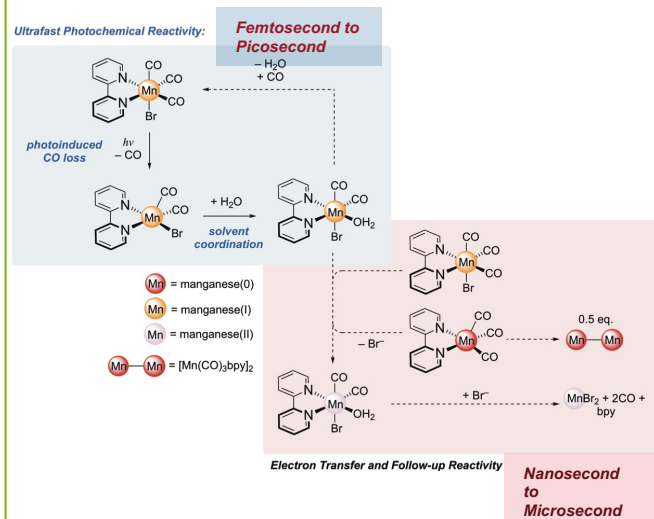 Ultrafast Photochemical Reactivity:
Femtosecond to
Picosecond
– H2O
+ CO
N
N
Mn
CO
CO
CO
Br
photoinduced
CO loss
hν
– CO
N
N
Mn
CO
CO
Br
+ H2O
solvent
coordination
N
N
Mn
CO
CO
OH2
Br
N
N
Mn
CO
CO
CO
Br
Mn = manganese(0)
Mn = manganese(I)
Mn = manganese(II)
Mn Mn = [Mn(CO)3bpy]2
– Br–
N
N
Mn
CO
CO
CO
0.5 eq.
Mn Mn
N
N
Mn
CO
CO
OH2
Br
+ Br–
MnBr2 + 2CO +
bpy
Electron Transfer and Follow-up Reactivity
Nanosecond
to
Microsecond